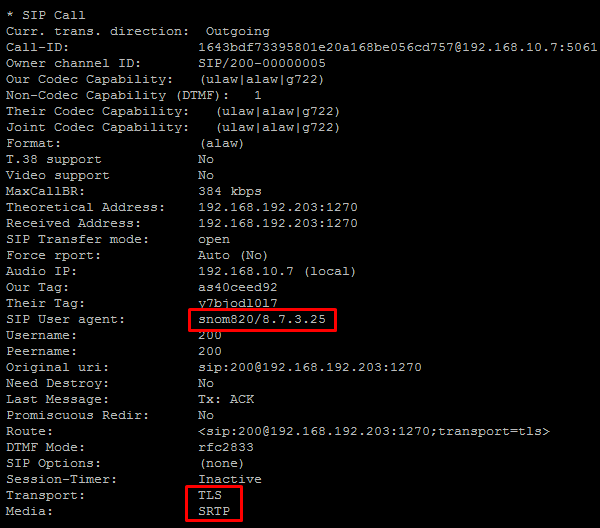 * SIP Call
Curr. trans. direction: Outgoing
Call-ID: 1643bdf73395801e20a168be056cd757@192.168.10.7:5061
Owner channel ID: SIP/200-00000005
Our Codec Capability: (ulaw|alaw|g722)
Non-Codec Capability (DTMF): 1
Their Codec Capability: (ulaw|alaw|g722)
Joint Codec Capability: (ulaw|alaw|g722)
Format: (alaw)
T.38 support No
Video support No
MaxCallBR: 384 kbps
Theoretical Address: 192.168.192.203:1270
Received Address: 192.168.192.203:1270
SIP Transfer mode: open
Force rport: Auto (No)
Audio IP: 192.168.10.7 (local)
Our Tag: as40ceed92
Their Tag: y7bjodl0l7
SIP User agent: snom820/8.7.3.25
Username: 200
Peername: 200
Original uri: sip:200@192.168.192.203:1270
Need Destroy: No
Last Message: Tx: ACK
Promiscuous Redir: No
Route: <sip:200@192.168.192.203:1270;transport=tls>
DTMF Mode: rfc2833
SIP Options: (none)
Session-Timer: Inactive
Transport: TLS
Media: SRTP